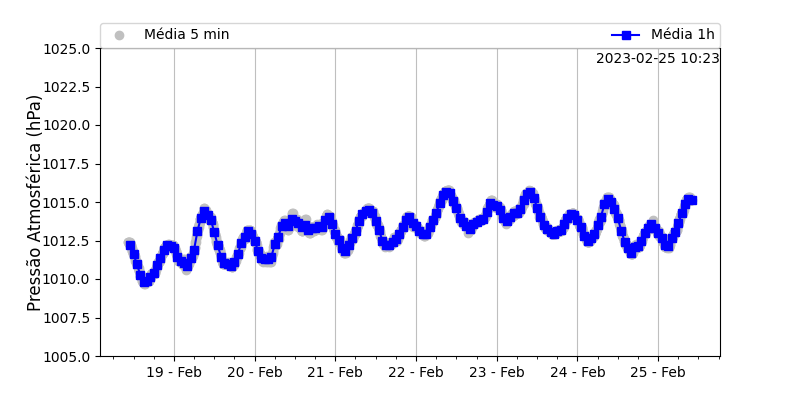 Média 5 min
Média 1h
2023-02-25 10:23
Pressão Atmosférica (hPa)
1025.0
1022.5
1020.0
1017.5
1015.0
1012.5
1010.0
1007.5
1005.0
19 - Feb
20 - Feb
21 - Feb
22 - Feb
23 - Feb
24 - Feb
25 - Feb